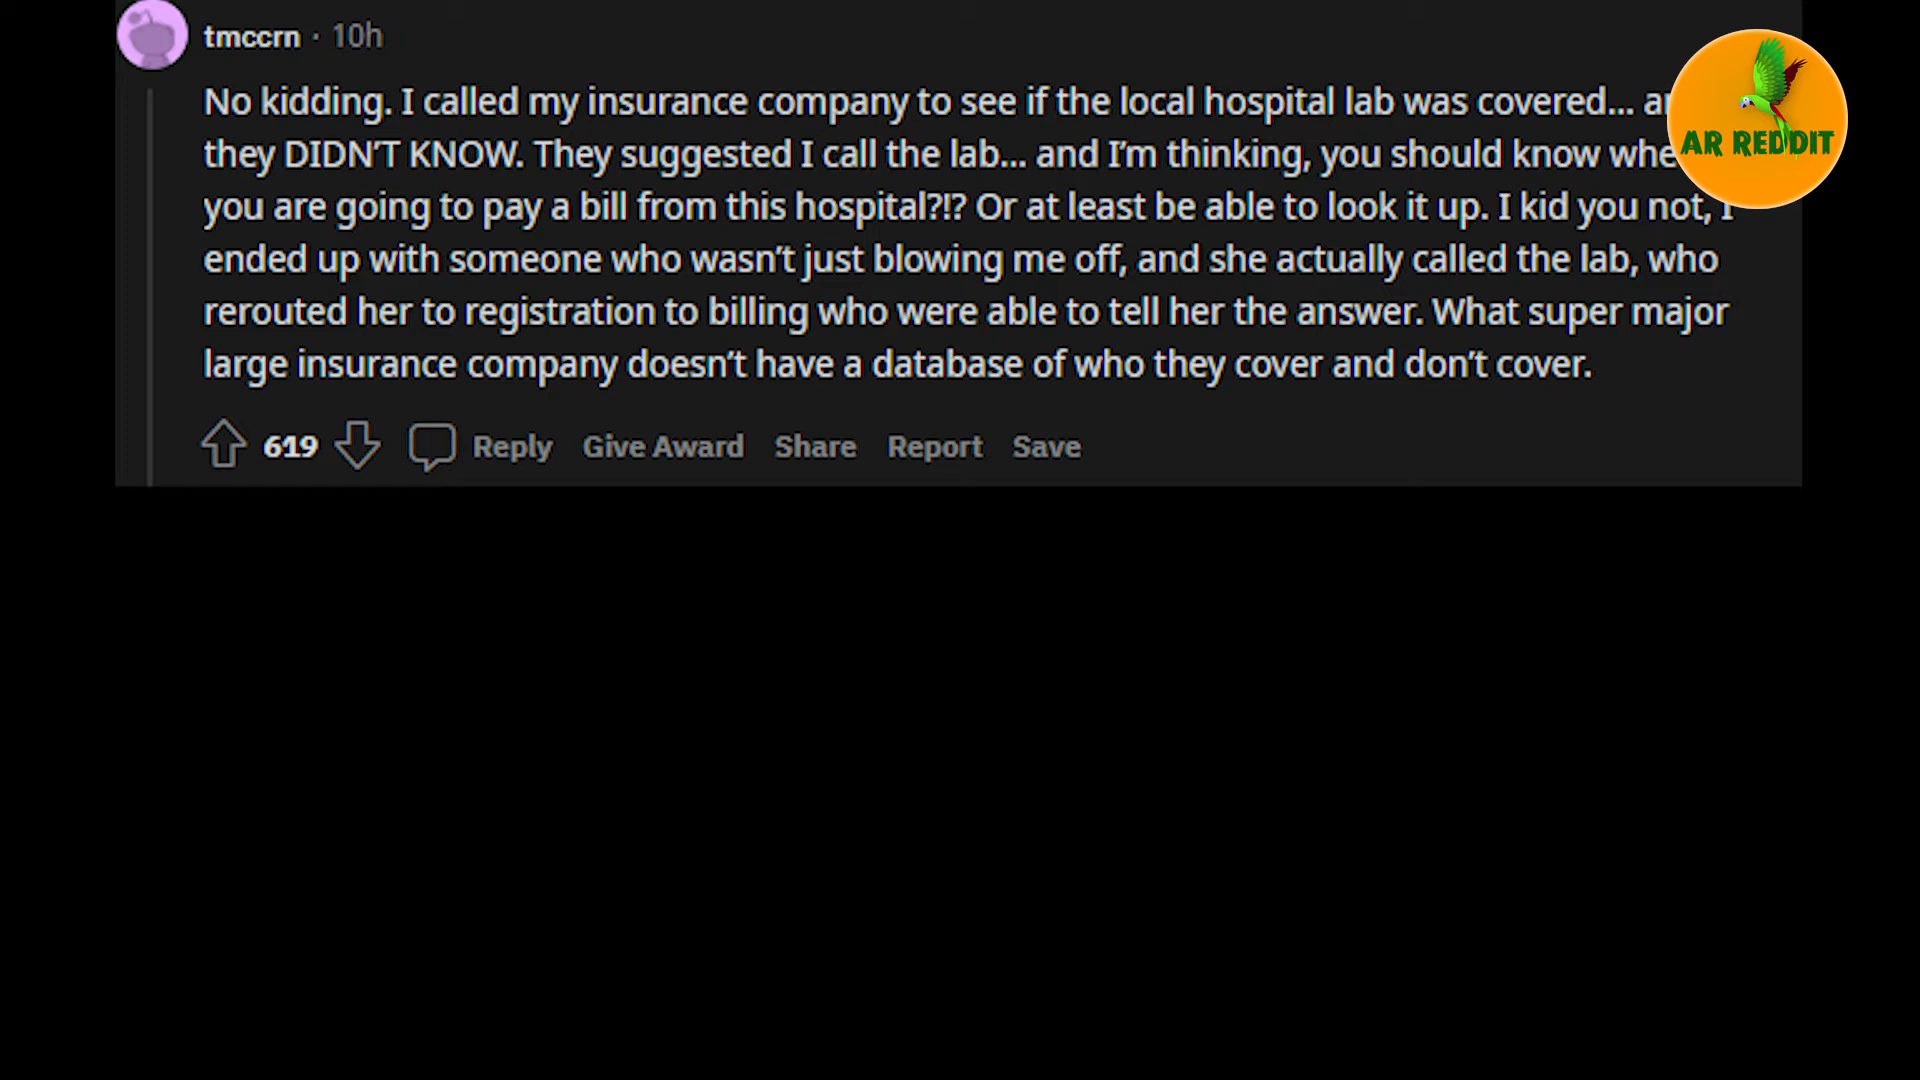 tmccrn · 10h
No kidding. I called my insurance company to see if the local hospital lab was covered...
they DIDN'T KNOW. They suggested I call the lab... and I'm thinking, you should know
you are going to pay a bill from this hospital?!? Or at least be able to look it up. I kid you not, I
ended up with someone who wasn't just blowing me off, and she actually called the lab, who
rerouted her to registration to billing who were able to tell her the answer. What super major
large insurance company doesn't have a database of who they cover and don't cover.
619 Reply Give Award Share Report Save
AR REDDIT